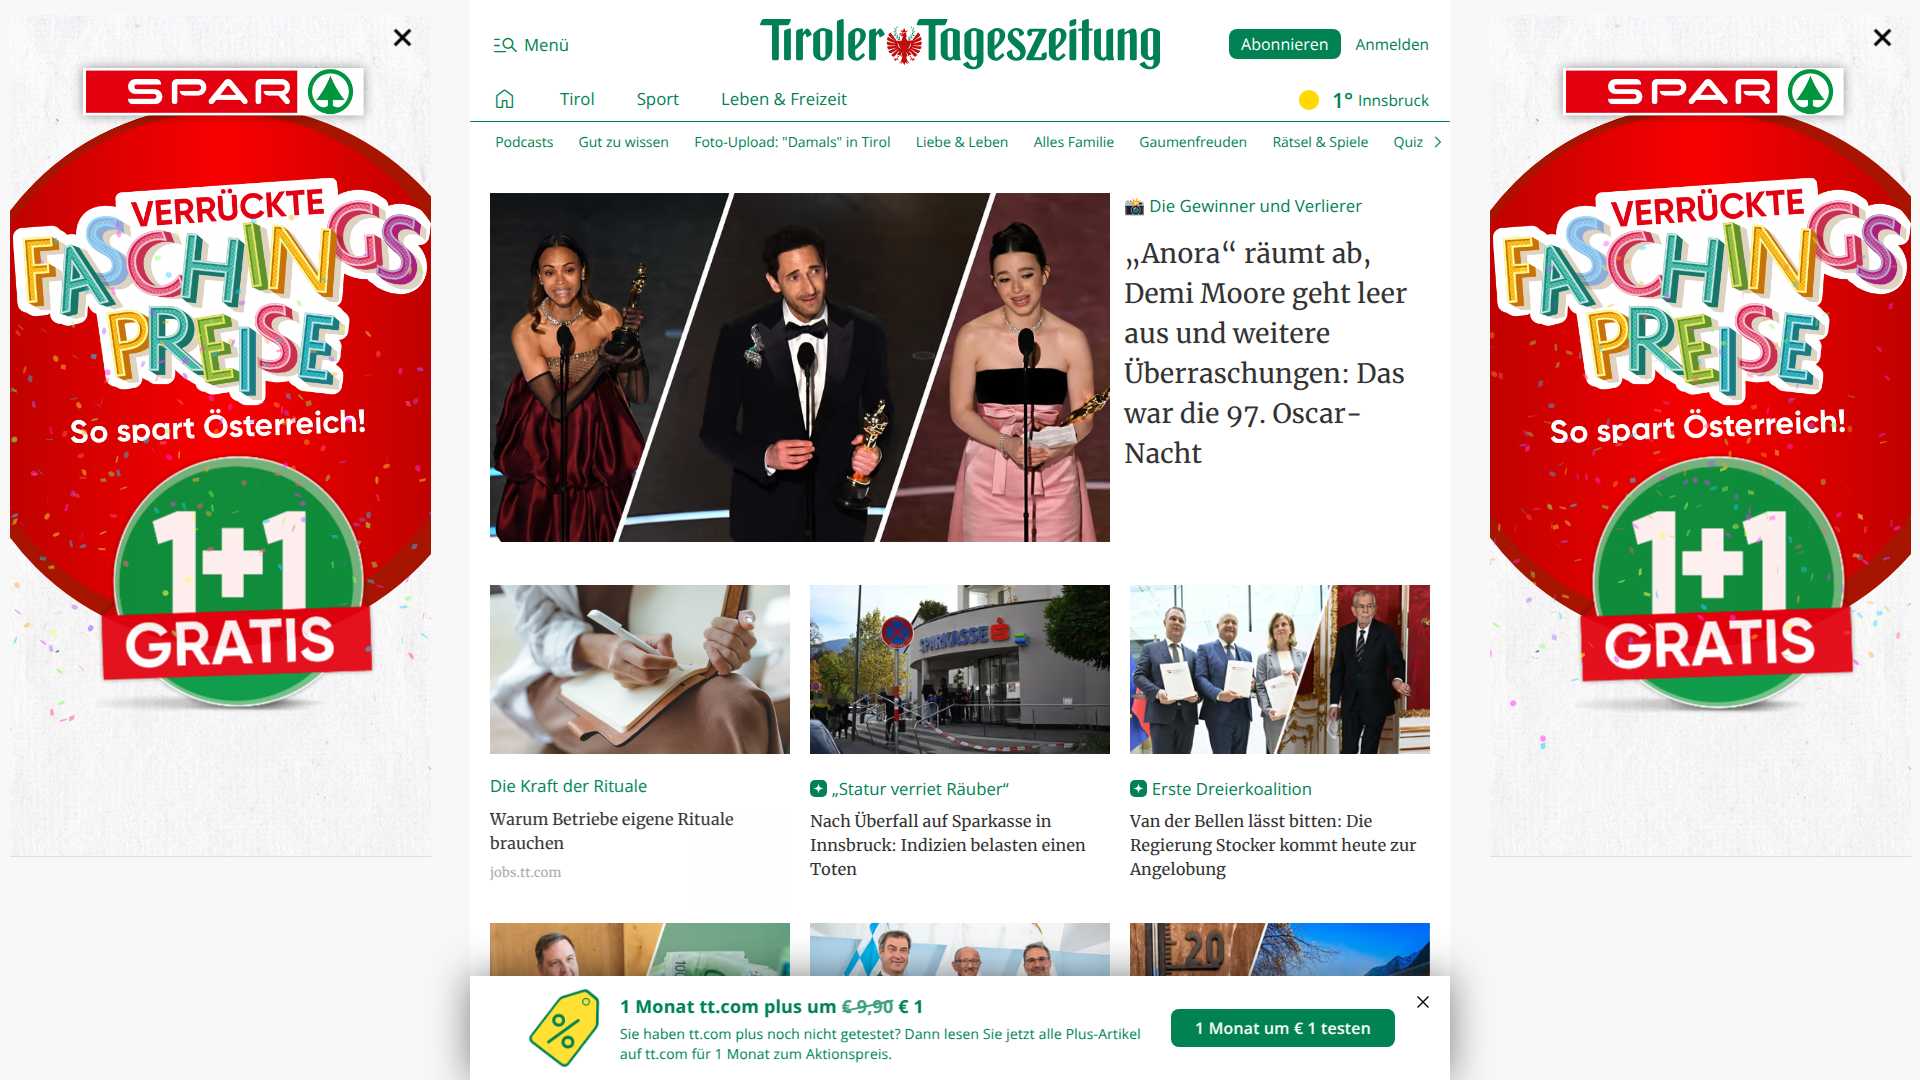 SPAR
VERRÜCKTE
FASCHINGS
PREISE
So spart Österreich!
1+1
GRATIS
Menü
Tiroler Tageszeitung
Abonnieren
Anmelden
Tirol
Sport
Leben & Freizeit
1° Innsbruck
Podcasts
Gut zu wissen
Foto-Upload: "Damals" in Tirol
Liebe & Leben
Alles Familie
Gaumenfreuden
Rätsel & Spiele
Quiz
📸 Die Gewinner und Verlierer
„Anora“ räumt ab,
Demi Moore geht leer
aus und weitere
Überraschungen: Das
war die 97. Oscar-
Nacht
SPARKASSE
Die Kraft der Rituale
Warum Betriebe eigene Rituale
brauchen
jobs.tt.com
„Statur verriet Räuber“
Nach Überfall auf Sparkasse in
Innsbruck: Indizien belasten einen
Toten
Erste Dreierkoalition
Van der Bellen lässt bitten: Die
Regierung Stocker kommt heute zur
Angelobung
100
20
1 Monat tt.com plus um € 9,90 € 1
Sie haben tt.com plus noch nicht getestet? Dann lesen Sie jetzt alle Plus-Artikel
auf tt.com für 1 Monat zum Aktionspreis.
1 Monat um € 1 testen
SPAR
VERRÜCKTE
FASCHINGS
PREISE
So spart Österreich!
1+1
GRATIS